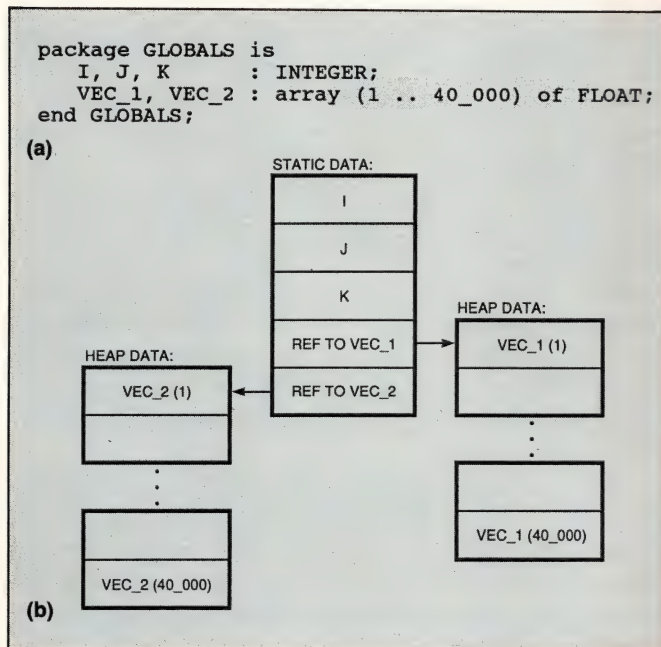 package GLOBALS is
I, J, K : INTEGER;
VEC_1, VEC_2 : array (1 .. 40_000) of FLOAT;
end GLOBALS;
(a)
STATIC DATA:
I
J
K
REF TO VEC_1
REF TO VEC_2
HEAP DATA:
VEC_1 (1)
VEC_1 (40_000)
HEAP DATA:
VEC_2 (1)
VEC_2 (40_000)
(b)